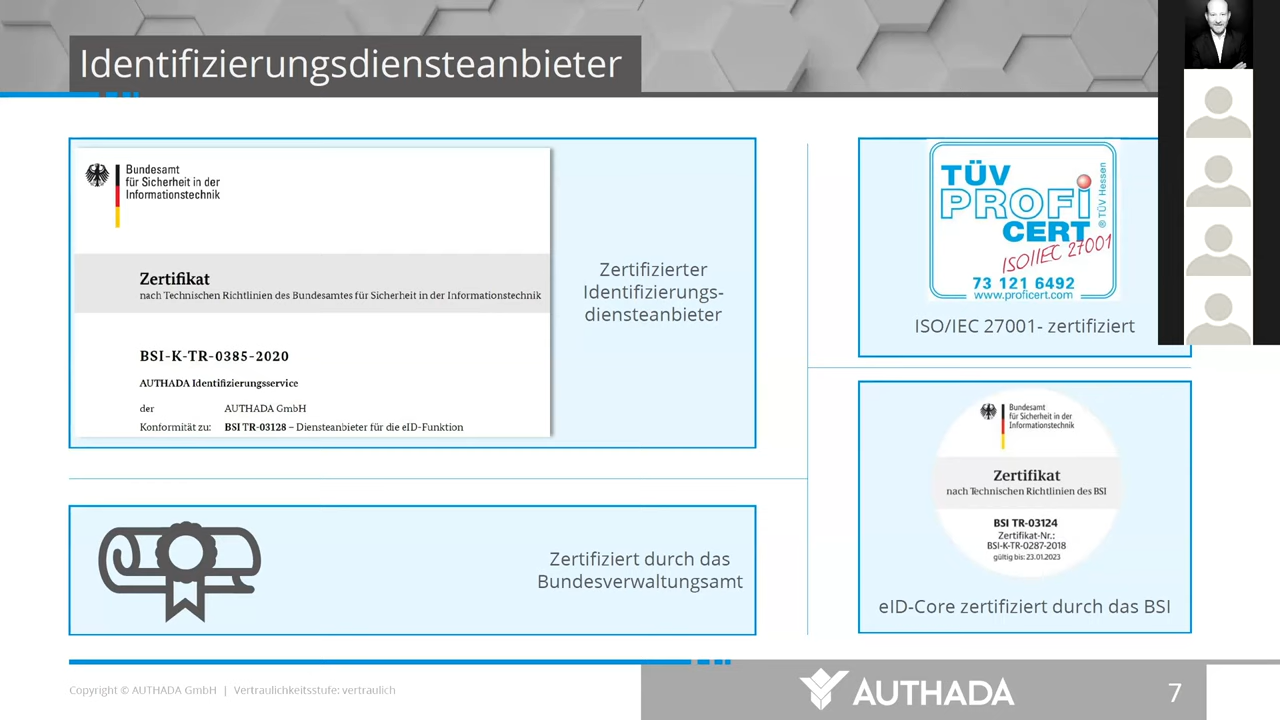 Identifizierungsdiensteanbieter
Bundesamt
für Sicherheit in der
Informationstechnik
Zertifikat
nach Technischen Richtlinien des Bundesamtes für Sicherheit in der Informationstechnik
BSI-K-TR-0385-2020
AUTHADA Identifizierungsservice
der AUTHADA GmbH
Konformität zu: BSI TR-03128 – Diensteanbieter für die eID-Funktion
Zertifizierter
Identifizierungs-
diensteanbieter
Zertifiziert durch das
Bundesverwaltungsamt
TÜV
PROFi
CERT
® TÜV Hessen
ISO/IEC 27001
73 121 6492
www.proficert.com
ISO/IEC 27001- zertifiziert
Bundesamt
für Sicherheit in der
Informationstechnik
Zertifikat
nach Technischen Richtlinien des BSI
BSI TR-03124
Zertifikat-Nr.:
BSI-K-TR-0287-2018
gültig bis: 23.01.2023
eID-Core zertifiziert durch das BSI
Copyright © AUTHADA GmbH | Vertraulichkeitsstufe: vertraulich
AUTHADA
7